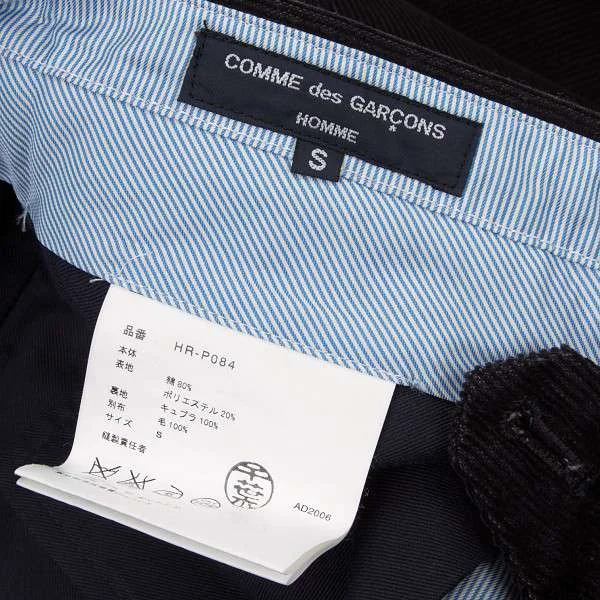 COMME des GARÇONS
HOMME
S
品番 HR-P084
本体
表地 綿 80%
ポリエステル 20%
裏地 キュプラ 100%
別布 毛 100%
サイズ S
縫製責任者
千葉
AD2006